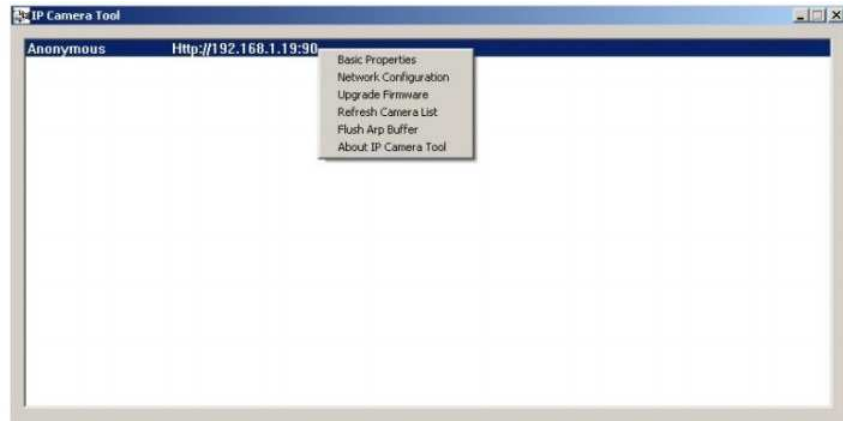 IP Camera Tool
Anonymous Http://192.168.1.19:90
Basic Properties
Network Configuration
Upgrade Firmware
Refresh Camera List
Flush Arp Buffer
About IP Camera Tool